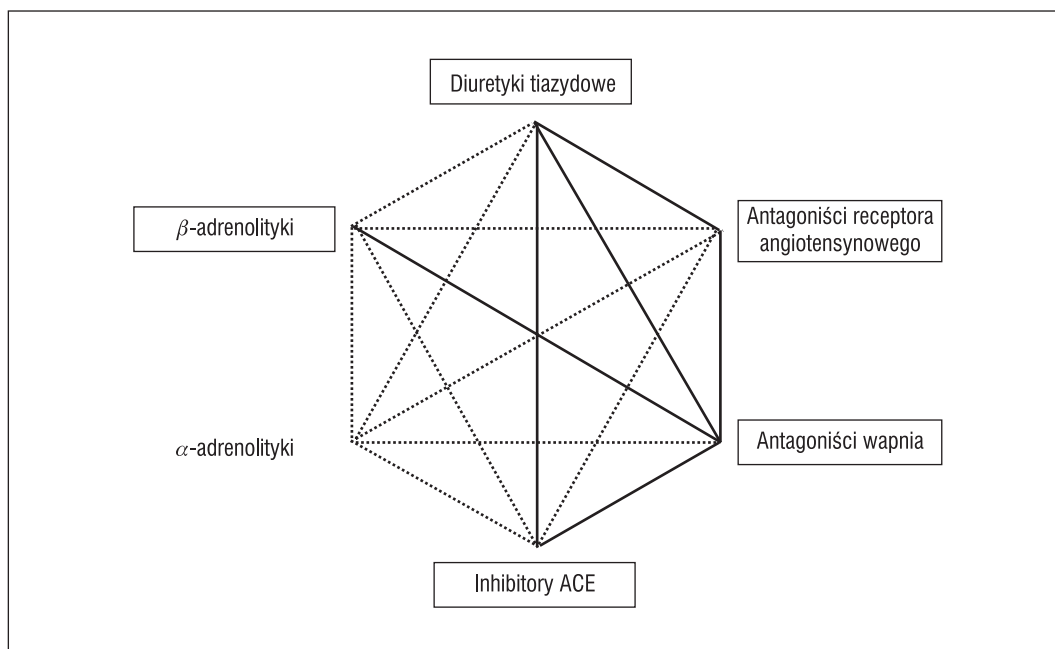 Diuretyki tiazydowe
β-adrenolityki
Antagoniści receptora
angiotensynowego
α-adrenolityki
Antagoniści wapnia
Inhibitory ACE